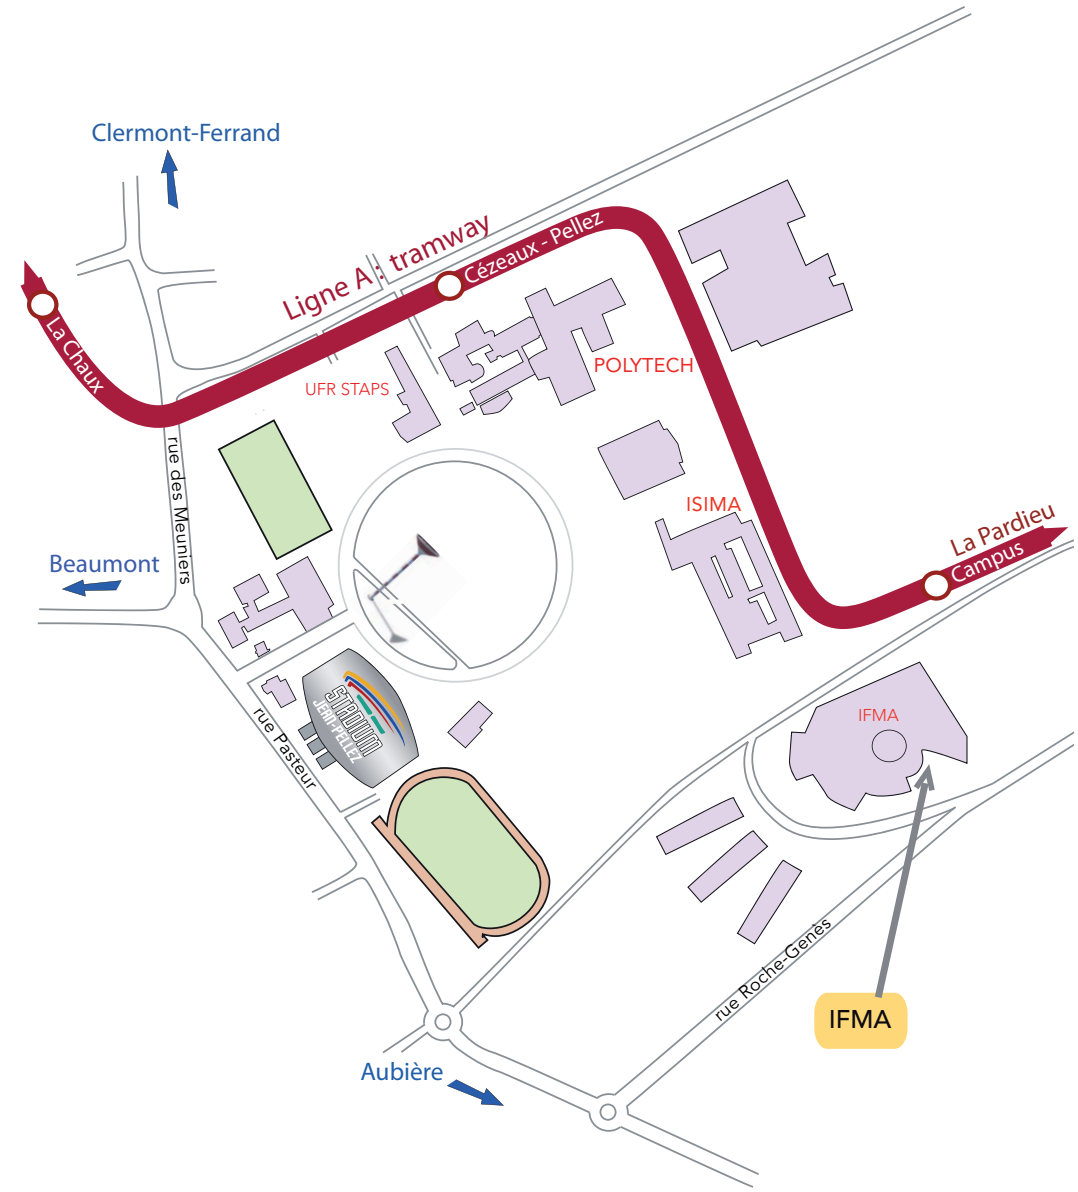 Clermont-Ferrand
Ligne A : tramway
Cézeaux - Pellez
La Chaux
POLYTECH
UFR STAPS
rue des Meuniers
ISIMA
La Pardieu
Campus
Beaumont
STADIUM
JEAN-PELLEZ
rue Pasteur
IFMA
rue Roche-Genès
IFMA
Aubière